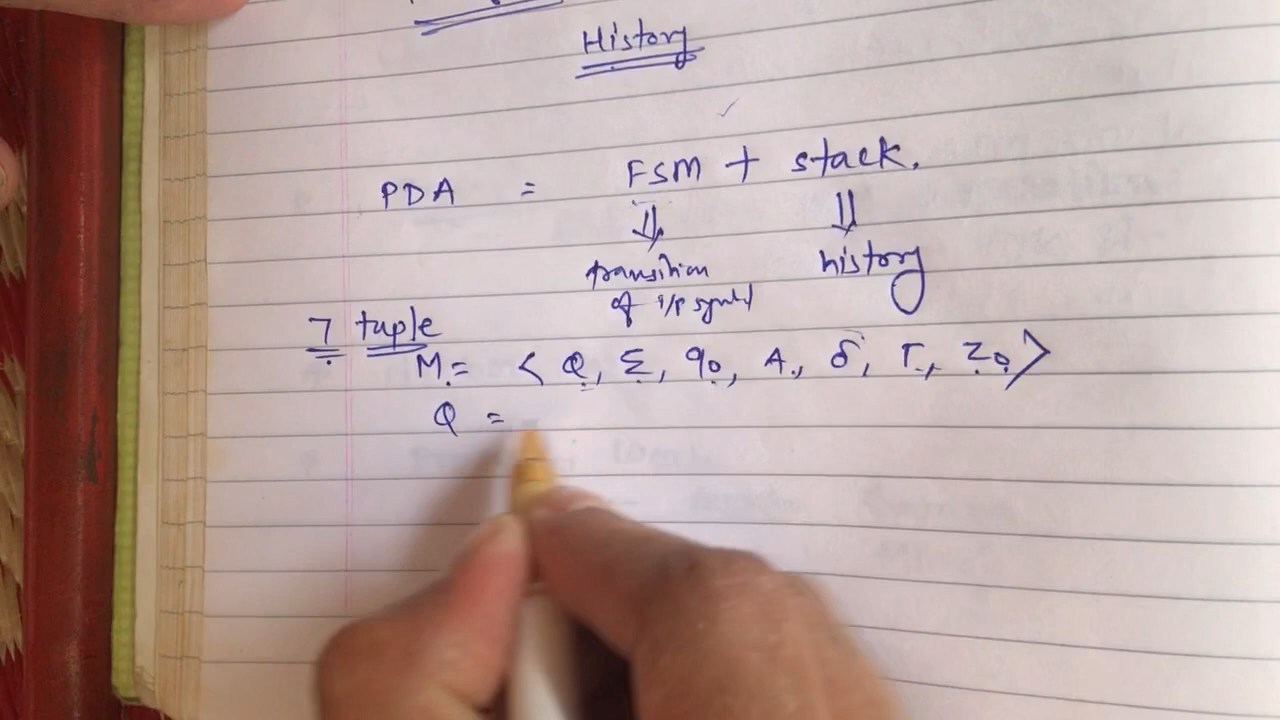 History
PDA = FSM + stack.
transition history
of i/p symbol
7 tuple
M = < Q, Σ, q0, A, δ, Γ, Z0 >
Q =